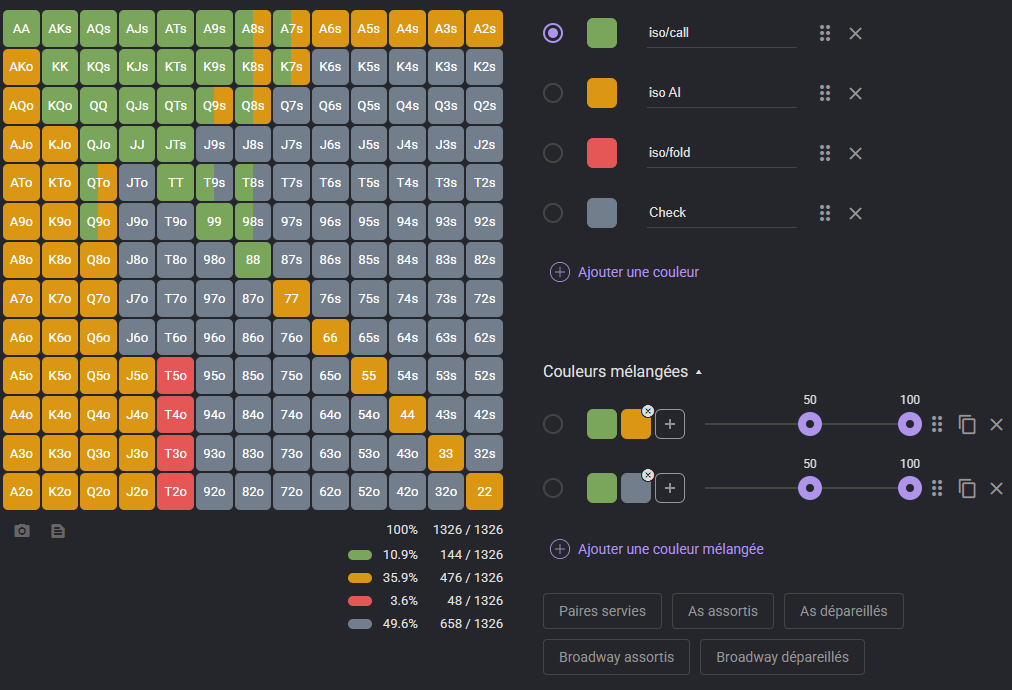 AA AKs AQs AJs ATs A9s A8s A7s A6s A5s A4s A3s A2s
AKo KK KQs KJs KTs K9s K8s K7s K6s K5s K4s K3s K2s
AQo KQo QQ QJs QTs Q9s Q8s Q7s Q6s Q5s Q4s Q3s Q2s
AJo KJo QJo JJ JTs J9s J8s J7s J6s J5s J4s J3s J2s
ATo KTo QTo JTo TT T9s T8s T7s T6s T5s T4s T3s T2s
A9o K9o Q9o J9o T9o 99 98s 97s 96s 95s 94s 93s 92s
A8o K8o Q8o J8o T8o 98o 88 87s 86s 85s 84s 83s 82s
A7o K7o Q7o J7o T7o 97o 87o 77 76s 75s 74s 73s 72s
A6o K6o Q6o J6o T6o 96o 86o 76o 66 65s 64s 63s 62s
A5o K5o Q5o J5o T5o 95o 85o 75o 65o 55 54s 53s 52s
A4o K4o Q4o J4o T4o 94o 84o 74o 64o 54o 44 43s 42s
A3o K3o Q3o J3o T3o 93o 83o 73o 63o 53o 43o 33 32s
A2o K2o Q2o J2o T2o 92o 82o 72o 62o 52o 42o 32o 22
100% 1326 / 1326
10.9% 144 / 1326
35.9% 476 / 1326
3.6% 48 / 1326
49.6% 658 / 1326
iso/call
iso AI
iso/fold
Check
Ajouter une couleur
Couleurs mélangées
50 100
50 100
Ajouter une couleur mélangée
Paires servies As assortis As dépareillés
Broadway assortis Broadway dépareillés